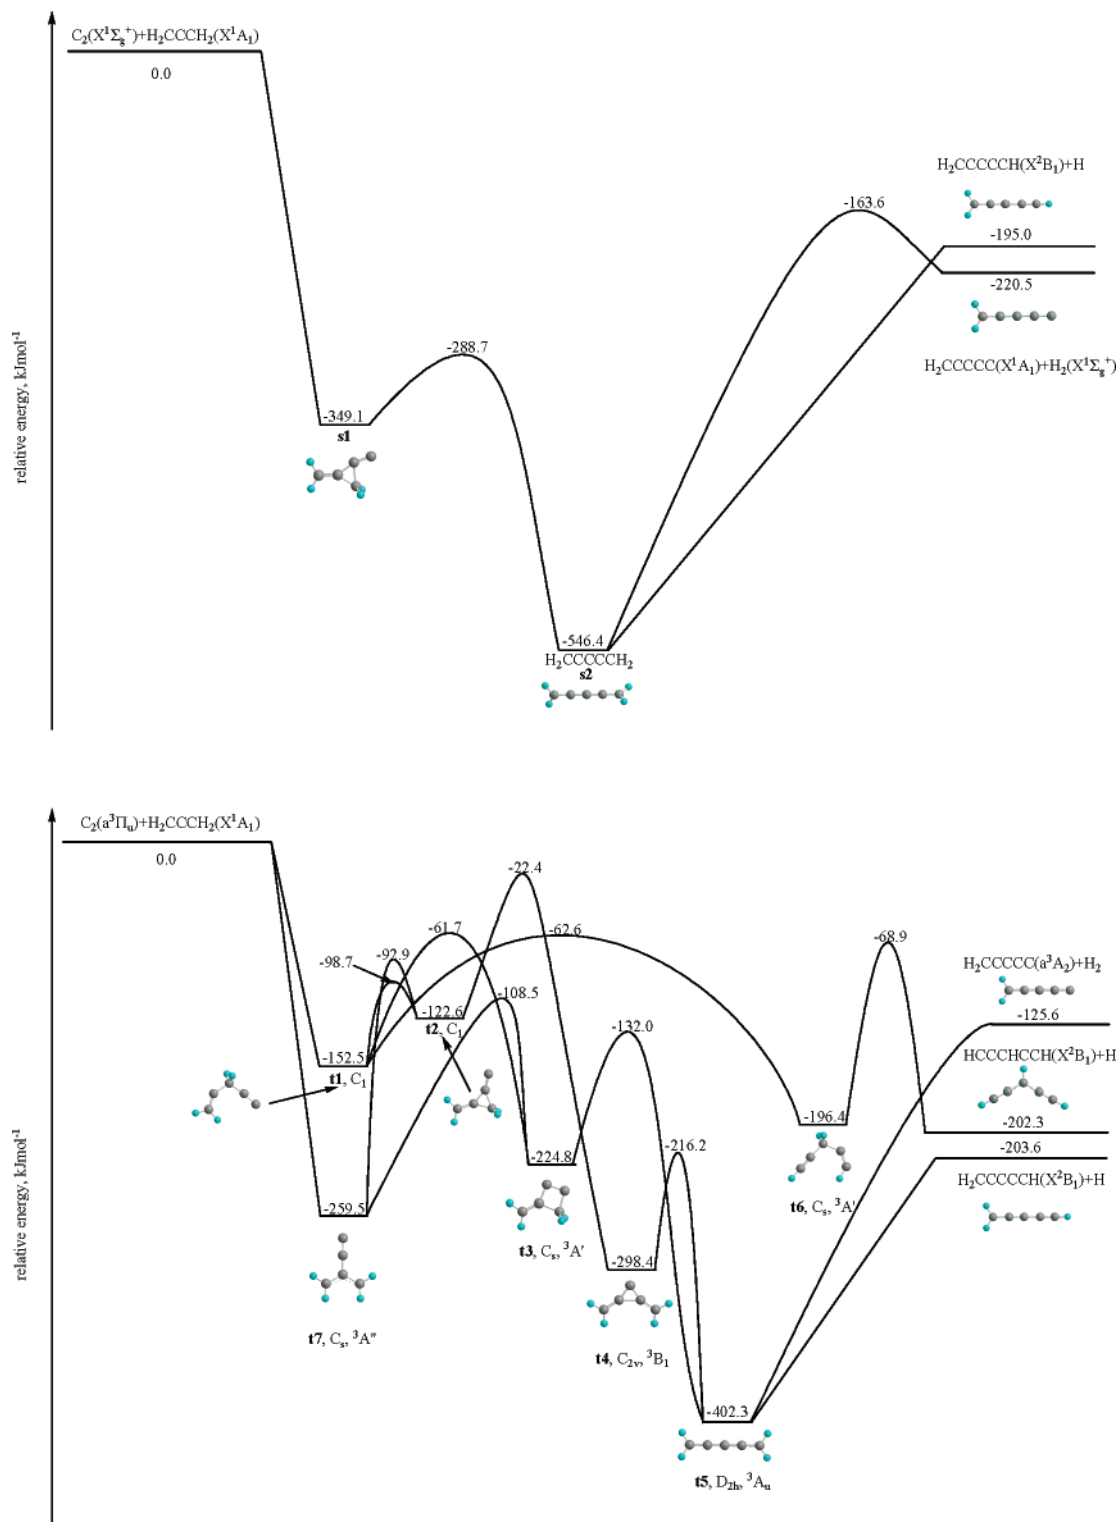 C₂(X¹Σg⁺)+H₂CCCH₂(X¹A₁)
0.0
H₂CCCCCH(X²B₁)+H
-163.6
-195.0
-220.5
H₂CCCCC(X¹A₁)+H₂(X¹Σg⁺)
-288.7
-349.1
s1
relative energy, kJmol⁻¹
-546.4
H₂CCCCCH₂
s2
C₂(a³Πu)+H₂CCCH₂(X¹A₁)
0.0
-22.4
-61.7
-62.6
-68.9
-92.9
-98.7
H₂CCCCC(a³A₂)+H₂
-108.5
-125.6
-122.6
t2, C₁
-132.0
-152.5
t1, C₁
HCCCHCCH(X²B₁)+H
-196.4
-202.3
-216.2
-203.6
-224.8
t6, Cs, ³A'
H₂CCCCCH(X²B₁)+H
-259.5
t3, Cs, ³A'
-298.4
relative energy, kJmol⁻¹
t7, Cs, ³A"
t4, C₂v, ³B₁
-402.3
t5, D₂h, ³Au